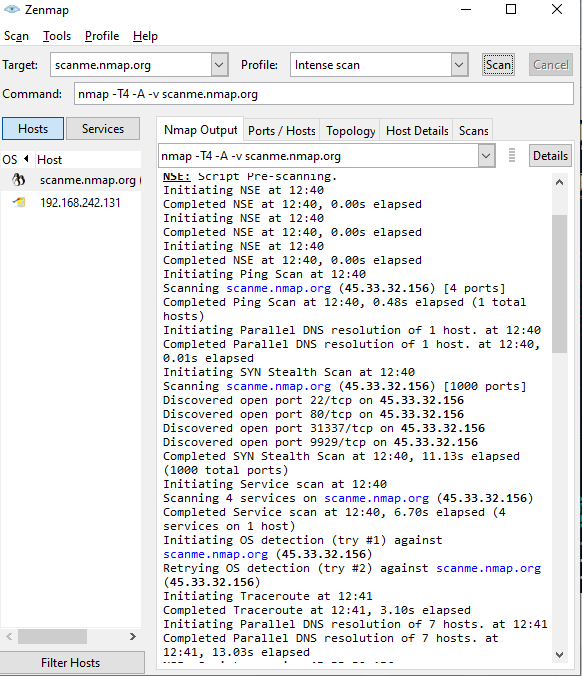 Zenmap
Scan Tools Profile Help
Target: scanme.nmap.org Profile: Intense scan Scan Cancel
Command: nmap -T4 -A -v scanme.nmap.org
Hosts Services
Nmap Output Ports / Hosts Topology Host Details Scans
OS Host
scanme.nmap.org (
192.168.242.131
nmap -T4 -A -v scanme.nmap.org Details
NSE: Script Pre-scanning.
Initiating NSE at 12:40
Completed NSE at 12:40, 0.00s elapsed
Initiating NSE at 12:40
Completed NSE at 12:40, 0.00s elapsed
Initiating NSE at 12:40
Completed NSE at 12:40, 0.00s elapsed
Initiating Ping Scan at 12:40
Scanning scanme.nmap.org (45.33.32.156) [4 ports]
Completed Ping Scan at 12:40, 0.48s elapsed (1 total
hosts)
Initiating Parallel DNS resolution of 1 host. at 12:40
Completed Parallel DNS resolution of 1 host. at 12:40,
0.01s elapsed
Initiating SYN Stealth Scan at 12:40
Scanning scanme.nmap.org (45.33.32.156) [1000 ports]
Discovered open port 22/tcp on 45.33.32.156
Discovered open port 80/tcp on 45.33.32.156
Discovered open port 31337/tcp on 45.33.32.156
Discovered open port 9929/tcp on 45.33.32.156
Completed SYN Stealth Scan at 12:40, 11.13s elapsed
(1000 total ports)
Initiating Service scan at 12:40
Scanning 4 services on scanme.nmap.org (45.33.32.156)
Completed Service scan at 12:40, 6.70s elapsed (4
services on 1 host)
Initiating OS detection (try #1) against
scanme.nmap.org (45.33.32.156)
Retrying OS detection (try #2) against scanme.nmap.org
(45.33.32.156)
Initiating Traceroute at 12:41
Completed Traceroute at 12:41, 3.10s elapsed
Initiating Parallel DNS resolution of 7 hosts. at 12:41
Completed Parallel DNS resolution of 7 hosts. at
12:41, 13.03s elapsed
Filter Hosts